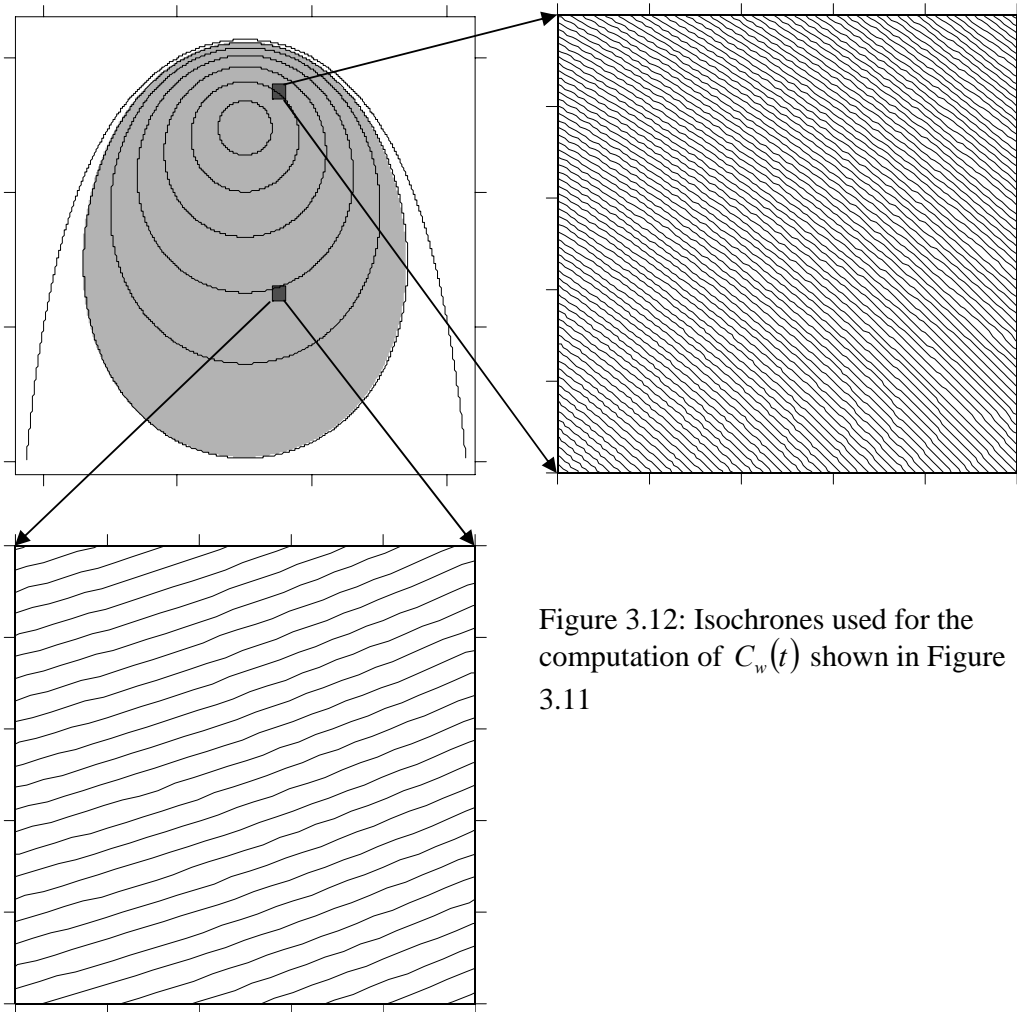 Figure 3.12: Isochrones used for the
computation of C_w(t) shown in Figure
3.11